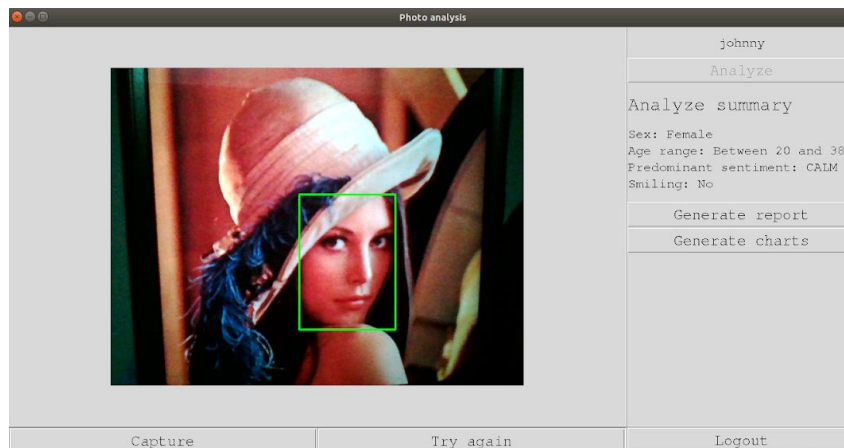 Photo analysis
johnny
Analyze
Analyze summary
Sex: Female
Age range: Between 20 and 38
Predominant sentiment: CALM
Smiling: No
Generate report
Generate charts
Capture
Try again
Logout